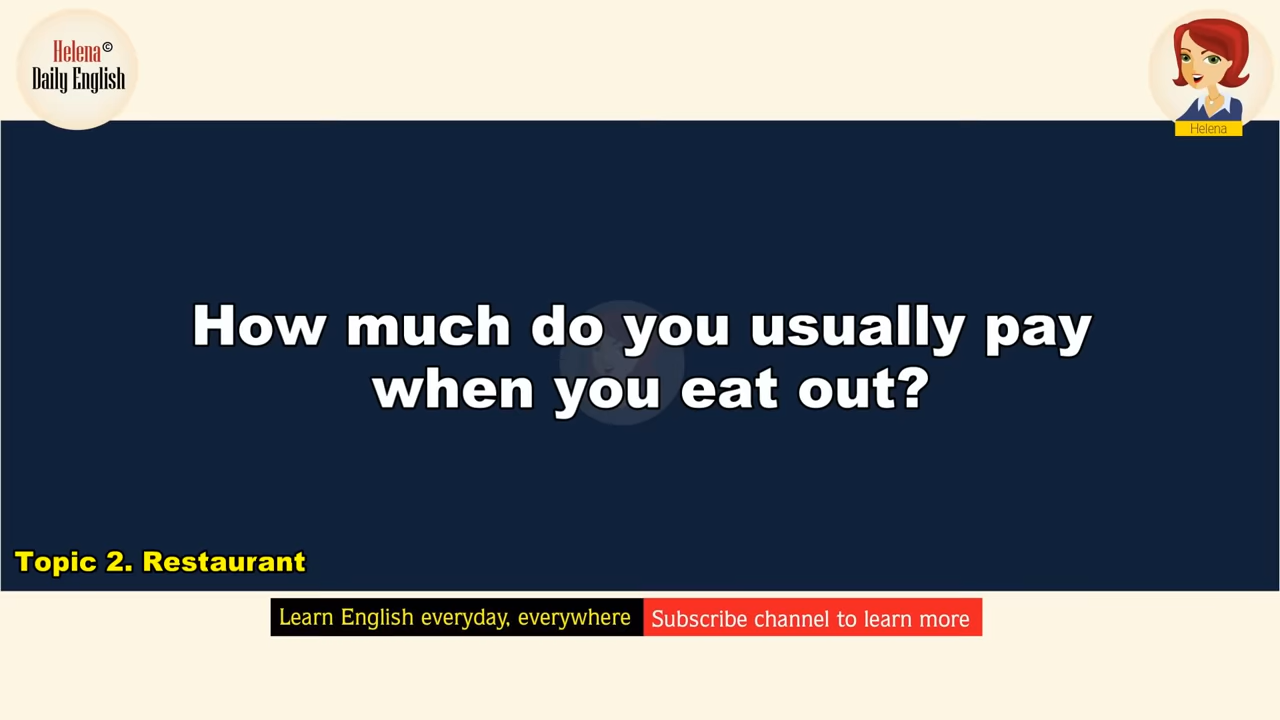 Helena©
Daily English
Helena
How much do you usually pay
when you eat out?
Topic 2. Restaurant
Learn English everyday, everywhere
Subscribe channel to learn more